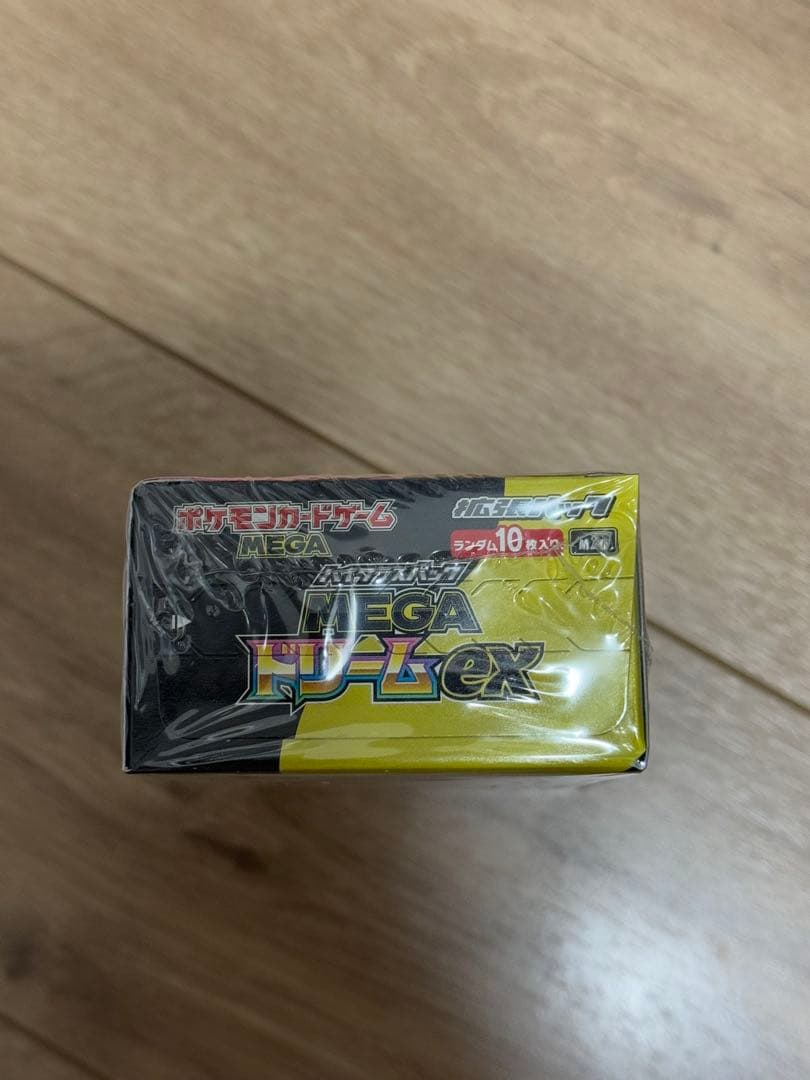 ポケモンカードゲーム
MEGA
拡張パック
ランダム10枚入り
ハイクラスパック
MEGA
ドリームex